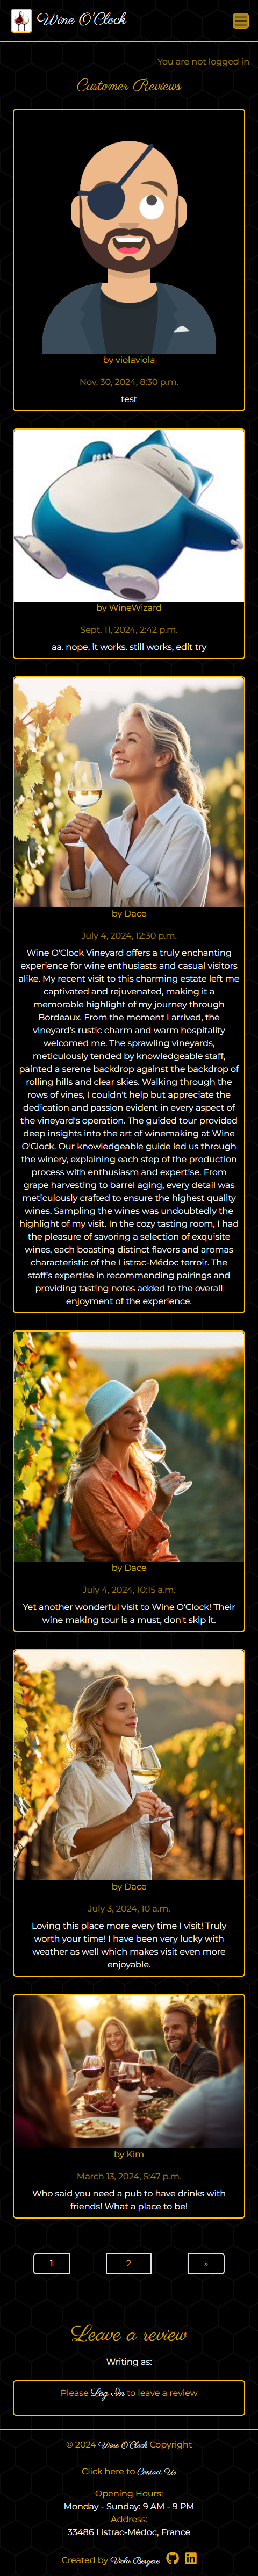 Wine O'Clock
You are not logged in
Customer Reviews
by violaviola
Nov. 30, 2024, 8:30 p.m.
test
by WineWizard
Sept. 11, 2024, 2:42 p.m.
aa. nope. it works. still works, edit try
by Dace
July 4, 2024, 12:30 p.m.
Wine O'Clock Vineyard offers a truly enchanting
experience for wine enthusiasts and casual visitors
alike. My recent visit to this charming estate left me
captivated and rejuvenated, making it a
memorable highlight of my journey through
Bordeaux. From the moment I arrived, the
vineyard's rustic charm and warm hospitality
welcomed me. The sprawling vineyards,
meticulously tended by knowledgeable staff,
painted a serene backdrop against the backdrop of
rolling hills and clear skies. Walking through the
rows of vines, I couldn't help but appreciate the
dedication and passion evident in every aspect of
the vineyard's operation. The guided tour provided
deep insights into the art of winemaking at Wine
O'Clock. Our knowledgeable guide led us through
the winery, explaining each step of the production
process with enthusiasm and expertise. From
grape harvesting to barrel aging, every detail was
meticulously crafted to ensure the highest quality
wines. Sampling the wines was undoubtedly the
highlight of my visit. In the cozy tasting room, I had
the pleasure of savoring a selection of exquisite
wines, each boasting distinct flavors and aromas
characteristic of the Listrac-Médoc terroir. The
staff's expertise in recommending pairings and
providing tasting notes added to the overall
enjoyment of the experience.
by Dace
July 4, 2024, 10:15 a.m.
Yet another wonderful visit to Wine O'Clock! Their
wine making tour is a must, don't skip it.
by Dace
July 3, 2024, 10 a.m.
Loving this place more every time I visit! Truly
worth your time! I have been very lucky with
weather as well which makes visit even more
enjoyable.
by Kim
March 13, 2024, 5:47 p.m.
Who said you need a pub to have drinks with
friends! What a place to be!
1 2 »
Leave a review
Writing as:
Please Log In to leave a review
© 2024 Wine O'Clock Copyright
Click here to Contact Us
Opening Hours:
Monday - Sunday: 9 AM - 9 PM
Address:
33486 Listrac-Médoc, France
Created by Viola Bergere